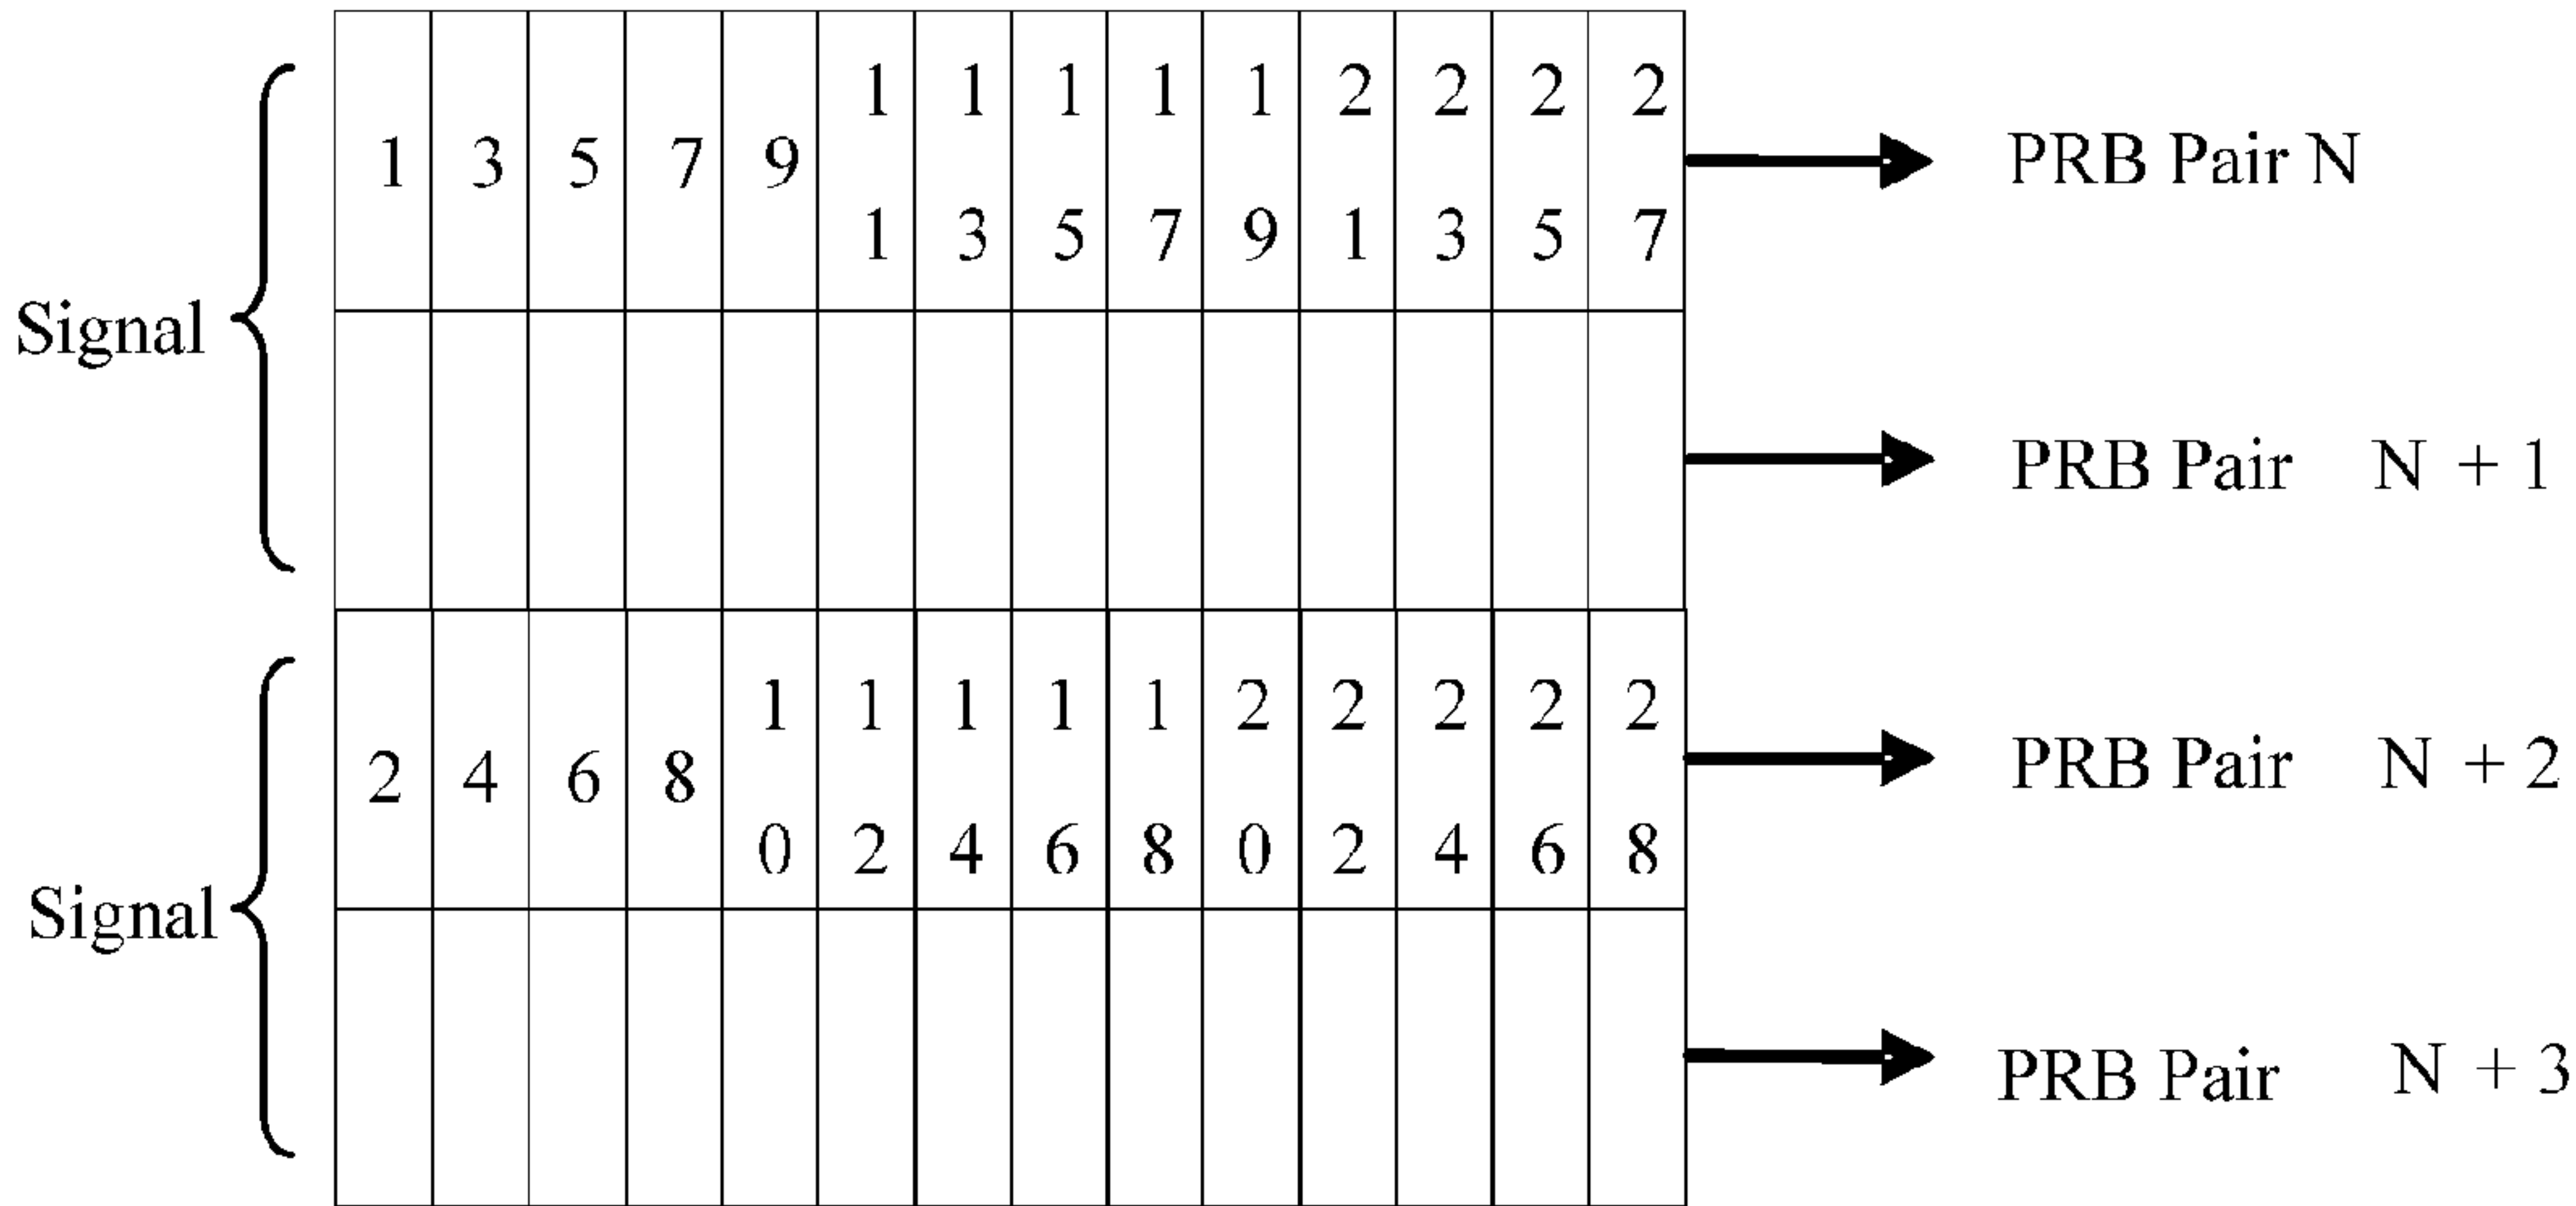 1 1 1 1 1 2 2 2 2
1 3 5 7 9
1 3 5 7 9 1 3 5 7
PRB Pair N
Signal
PRB Pair N + 1
1 1 1 1 1 2 2 2 2 2
2 4 6 8
0 2 4 6 8 0 2 4 6 8
PRB Pair N + 2
Signal
PRB Pair N + 3